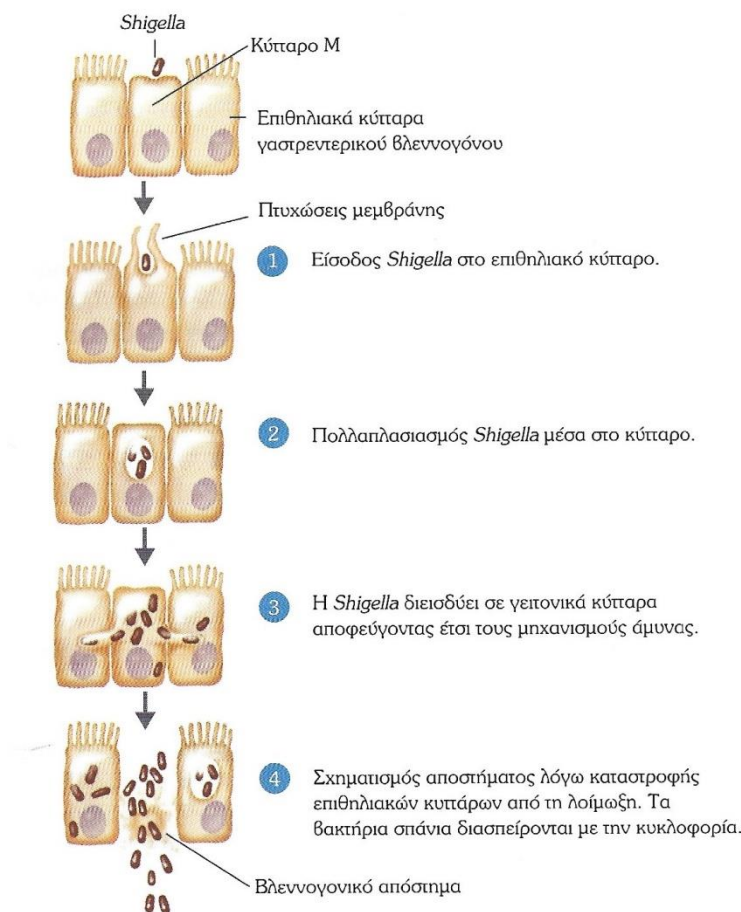 Shigella
Κύτταρο Μ
Επιθηλιακά κύτταρα
γαστρεντερικού βλεννογόνου
Πτυχώσεις μεμβράνης
1 Είσοδος Shigella στο επιθηλιακό κύτταρο.
2 Πολλαπλασιασμός Shigella μέσα στο κύτταρο.
3 Η Shigella διεισδύει σε γειτονικά κύτταρα
αποφεύγοντας έτσι τους μηχανισμούς άμυνας.
4 Σχηματισμός αποστήματος λόγω καταστροφής
επιθηλιακών κυττάρων από τη λοίμωξη. Τα
βακτήρια σπάνια διασπείρονται με την κυκλοφορία.
Βλεννογονικό απόστημα